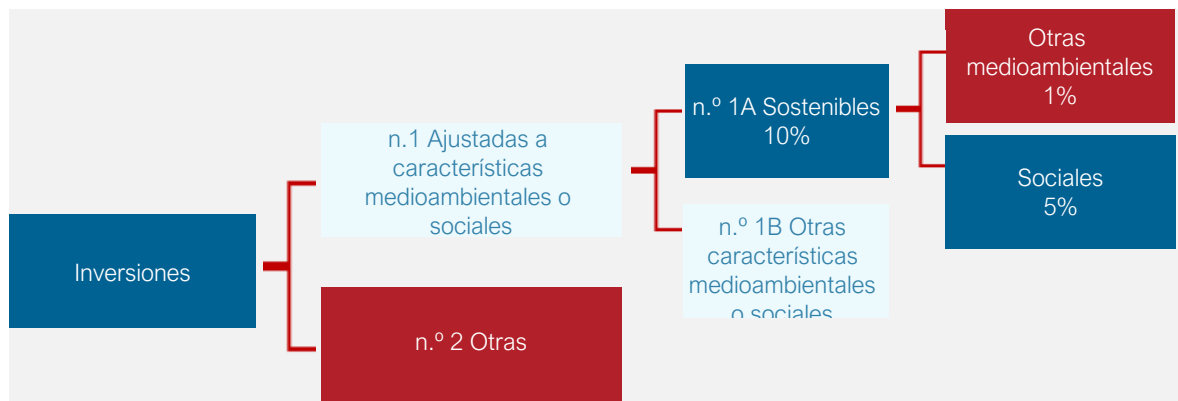 Inversiones
n.1 Ajustadas a
características
medioambientales o
sociales
n.º 2 Otras
n.º 1A Sostenibles
10%
n.º 1B Otras
características
medioambientales
o sociales
Otras
medioambientales
1%
Sociales
5%